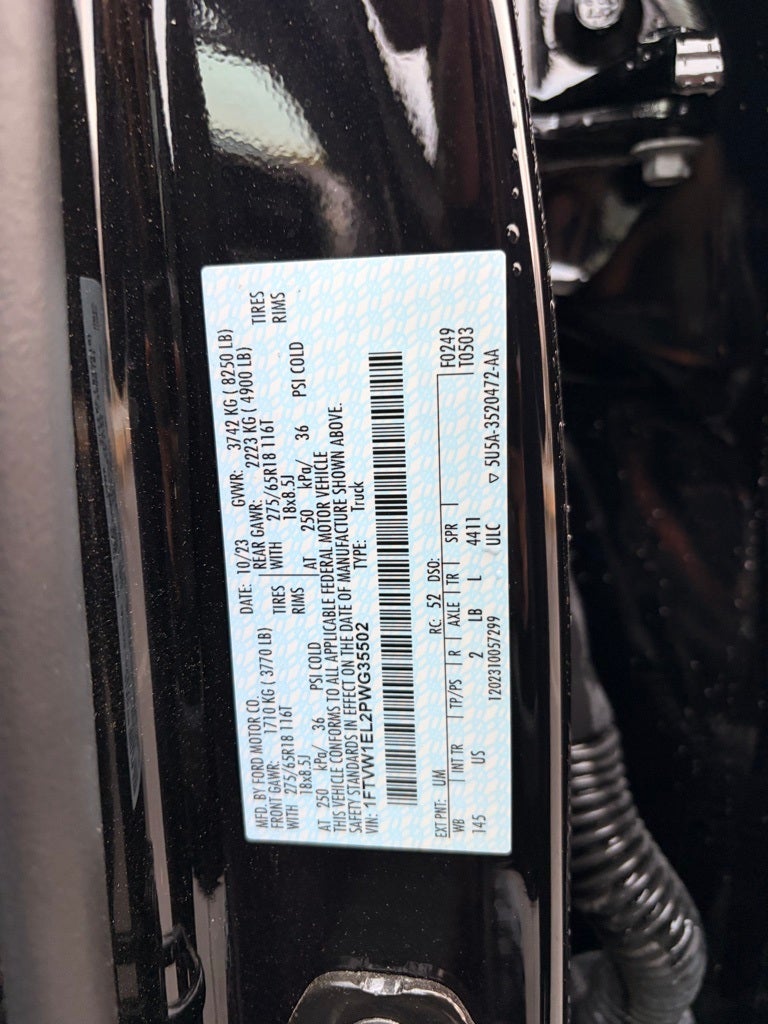 MFD. BY FORD MOTOR CO. DATE: 10/23 GVWR: 3742 KG ( 8250 LB)
FRONT GAWR: 1710 KG ( 3770 LB) REAR GAWR: 2223 KG ( 4900 LB)
WITH 275/65R18 116T TIRES WITH 275/65R18 116T TIRES
18x8.5J RIMS 18x8.5J RIMS
AT 250 kPa/ 36 PSI COLD AT 250 kPa/ 36 PSI COLD
THIS VEHICLE CONFORMS TO ALL APPLICABLE FEDERAL MOTOR VEHICLE
SAFETY STANDARDS IN EFFECT ON THE DATE OF MANUFACTURE SHOWN ABOVE.
VIN: 1FTVW1EL2PWG35502 TYPE: Truck
EXT PNT: UM RC: 52 DSO: F0249
WB INT TR TP/PS R AXLE TR SPR T0503
145 US 2 LB L 4411
1202310057299 ULC ▽ 5U5A-3520472-AA